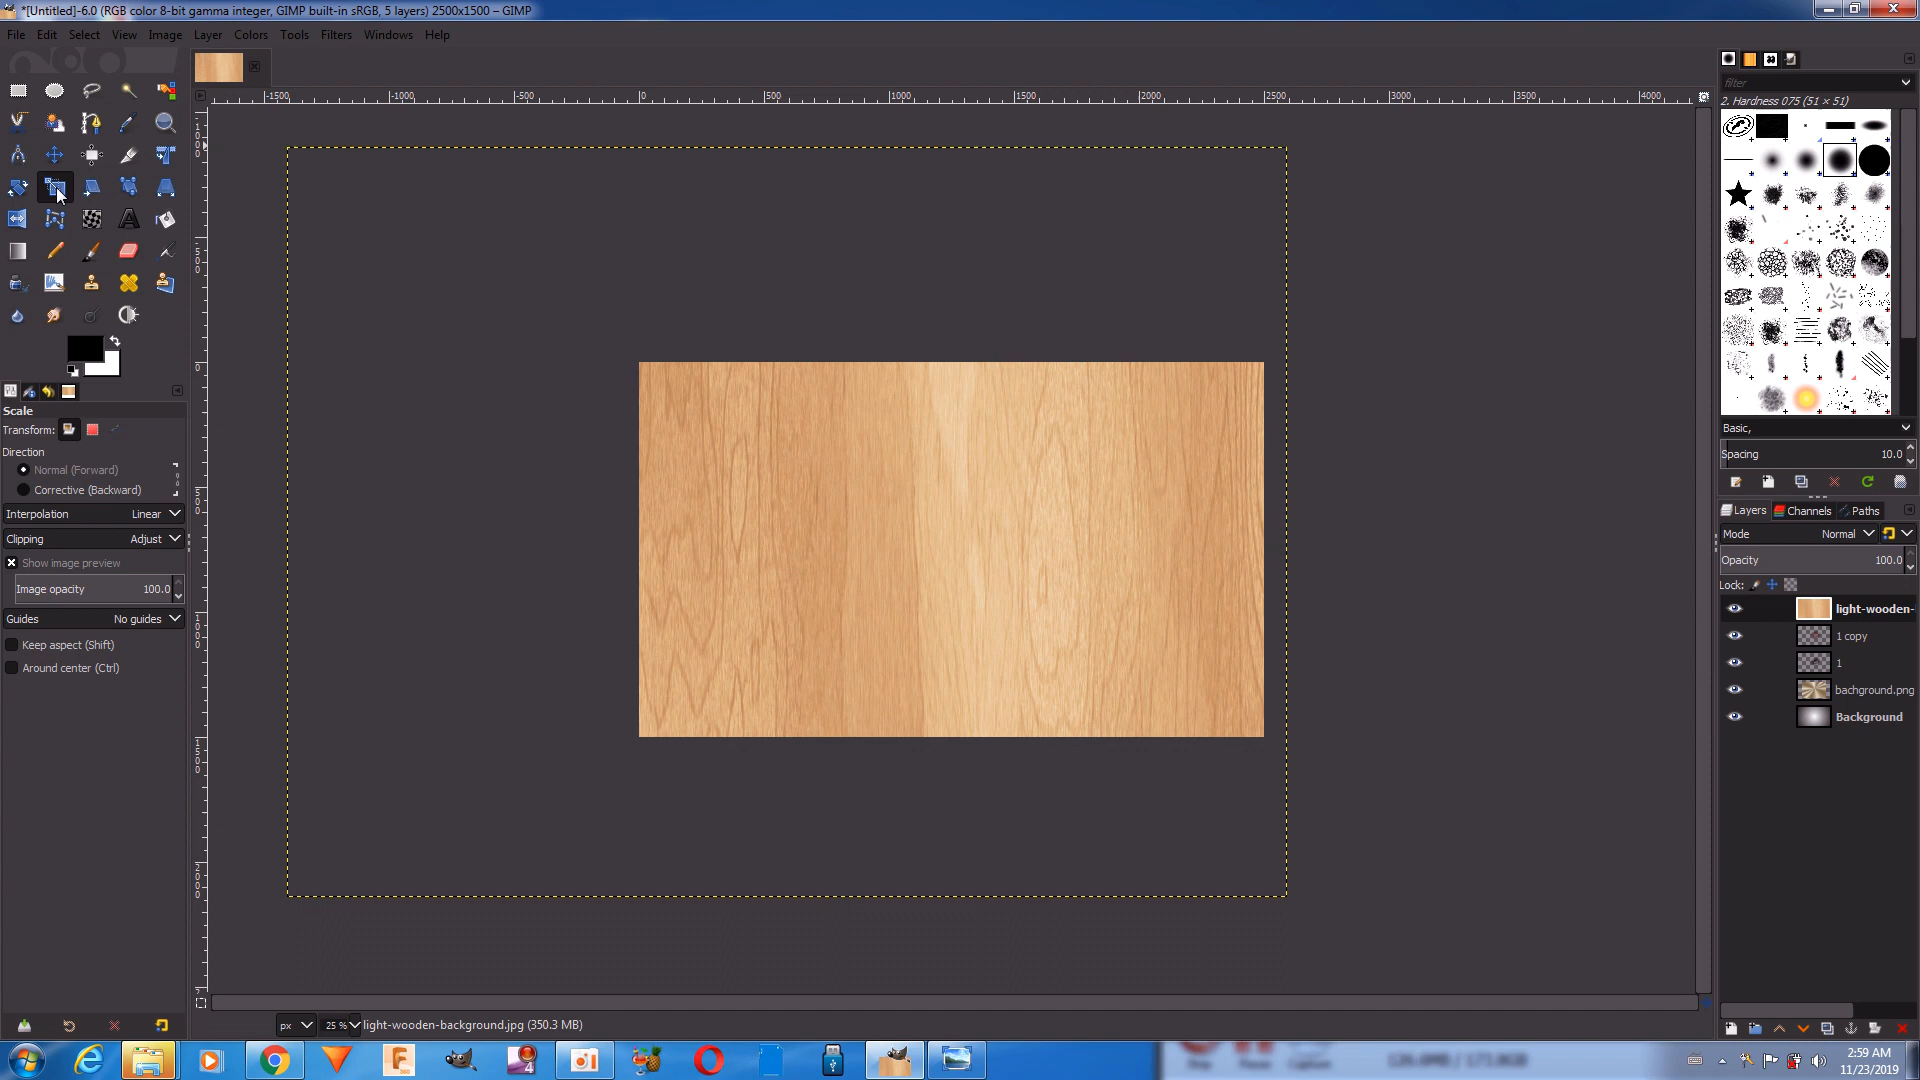 *[Untitled]-6.0 (RGB color 8-bit gamma integer, GIMP built-in sRGB, 5 layers) 2500x1500 – GIMP
File Edit Select View Image Layer Colors Tools Filters Windows Help
filter
2. Hardness 075 (51 × 51)
-1500 -1000 -500 0 500 1000 1500 2000 2500 3000 3500 4000
Scale
Transform:
Direction
Normal (Forward)
Corrective (Backward)
Interpolation Linear
Clipping Adjust
Show image preview
Image opacity 100.0
Guides No guides
Keep aspect (Shift)
Around center (Ctrl)
Basic,
Spacing 10.0
Layers Channels Paths
Mode Normal
Opacity 100.0
Lock:
light-wooden-
1 copy
1
bachground.png
Background
px 25 % light-wooden-background.jpg (350.3 MB)
2:59 AM
11/23/2019